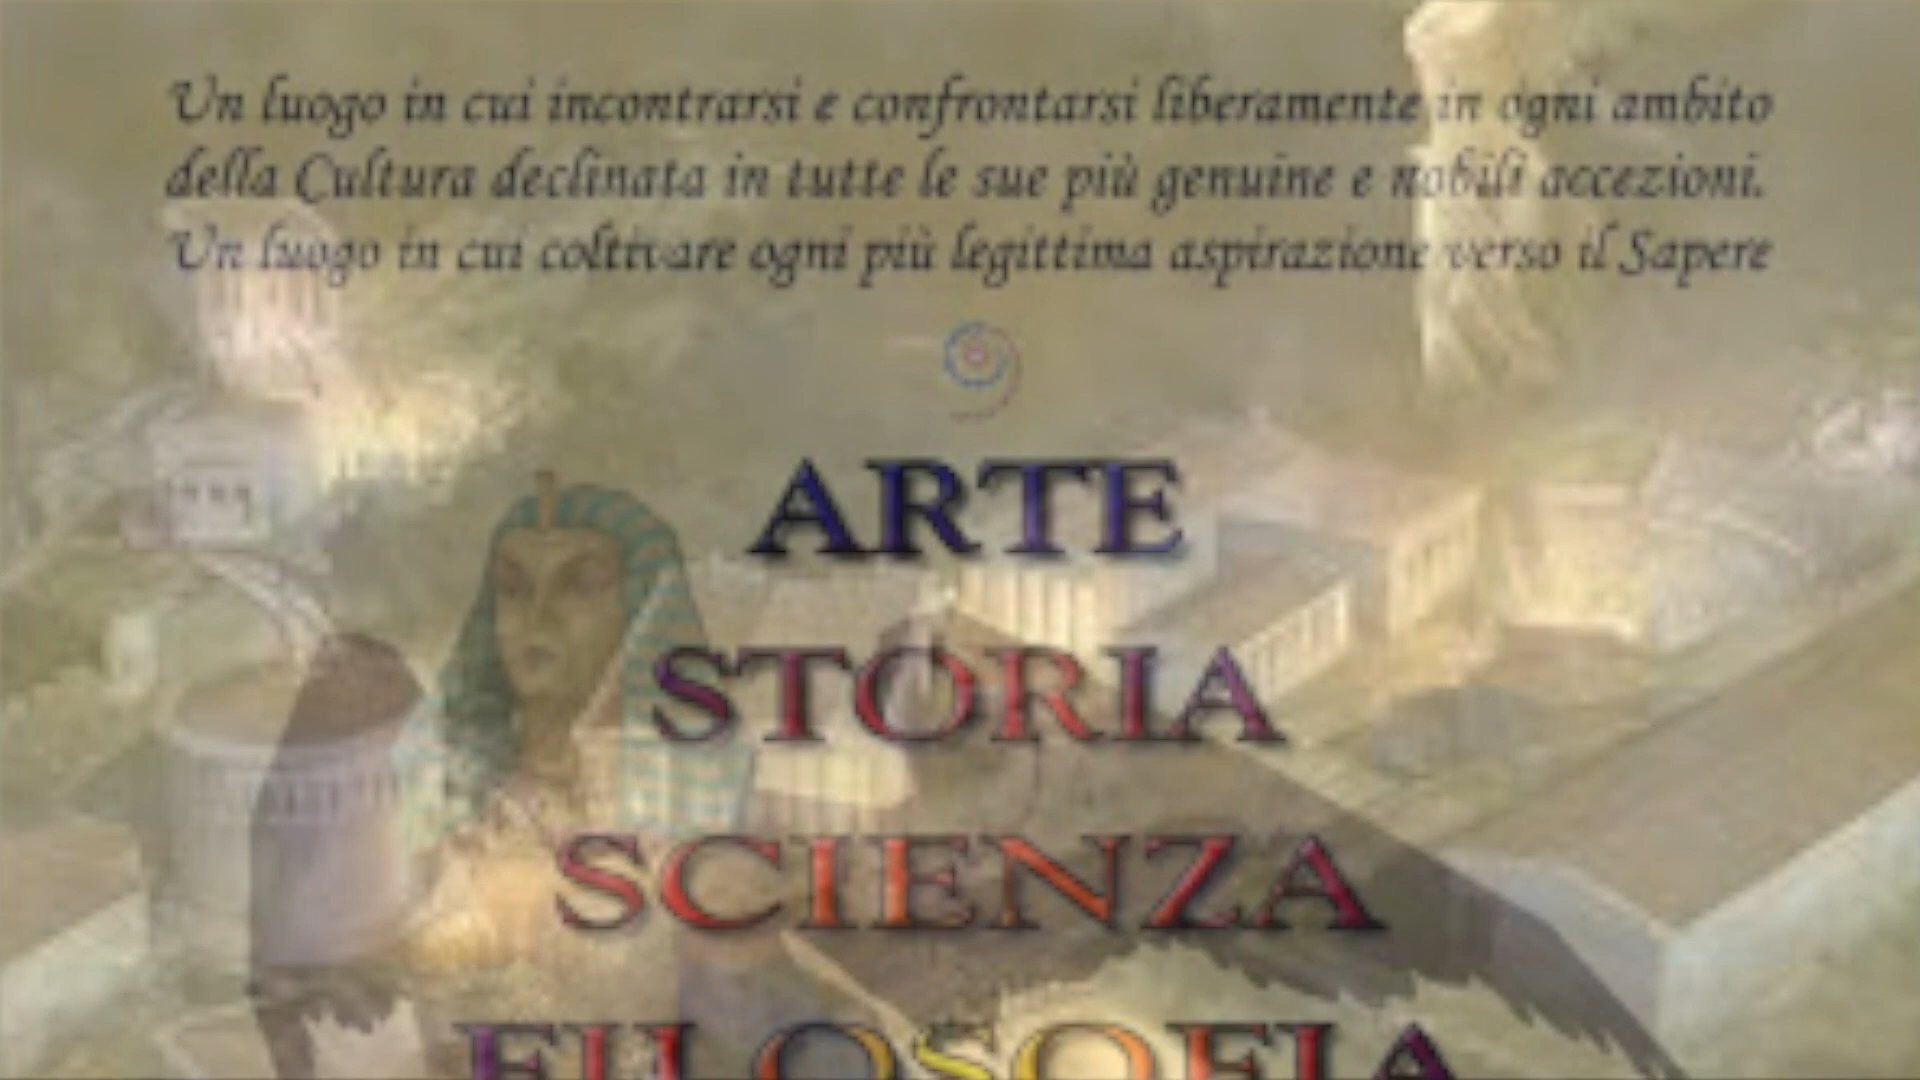 Un luogo in cui incontrarsi e confrontarsi liberamente in ogni ambito
della Cultura declinata in tutte le sue più genuine e nobili accezioni.
Un luogo in cui coltivare ogni più legittima aspirazione verso il Sapere
ARTE
STORIA
SCIENZA
FILOSOFIA